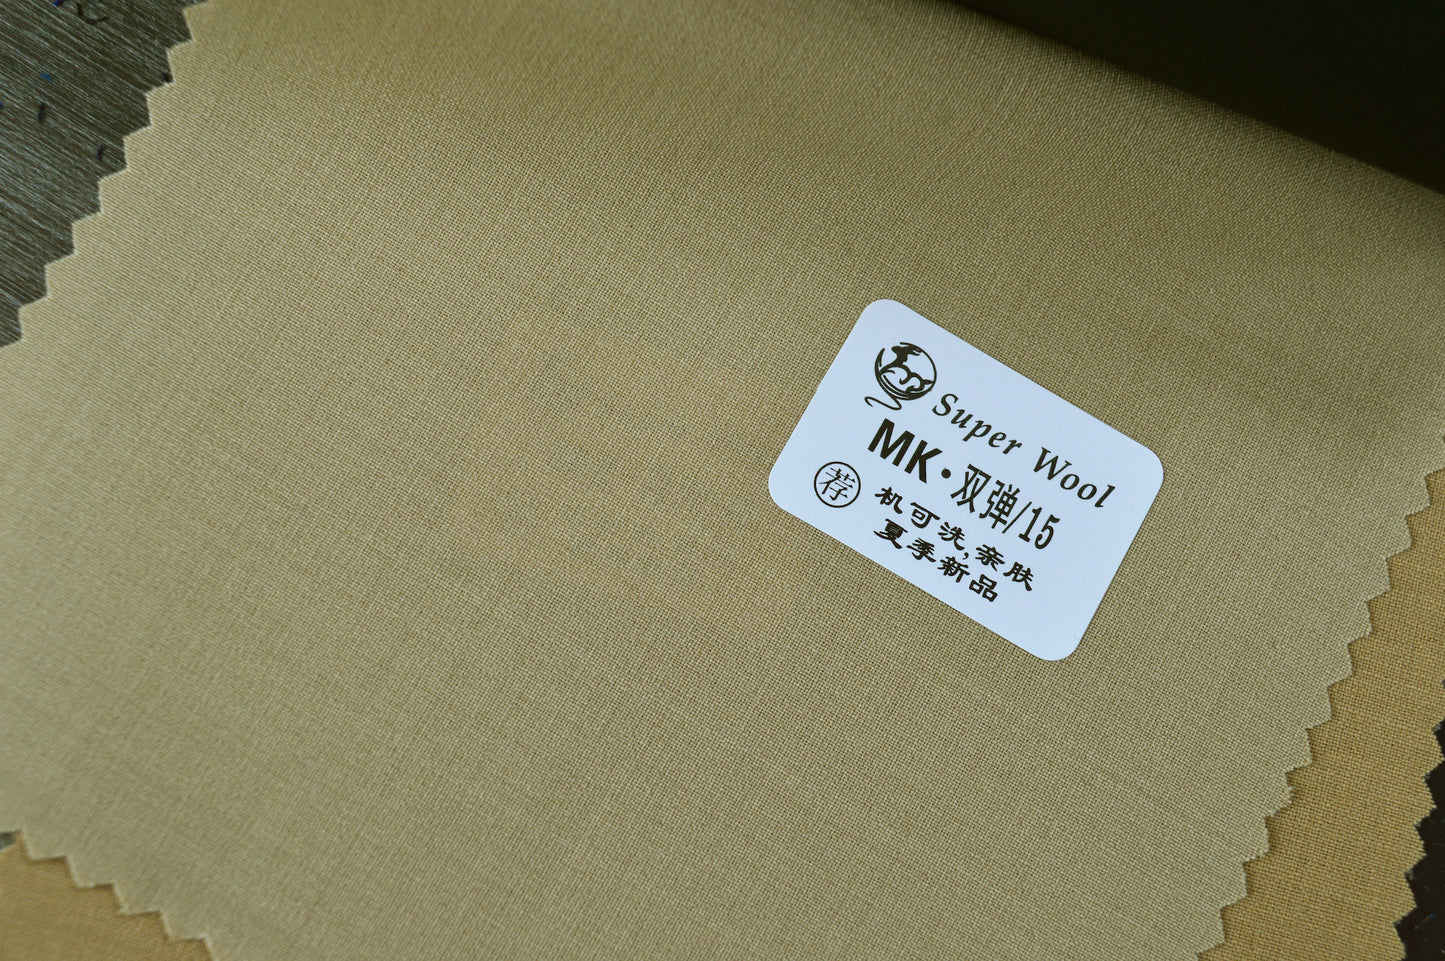 Super Wool
MK·双弹/15
荐
机可洗,亲肤
夏季新品